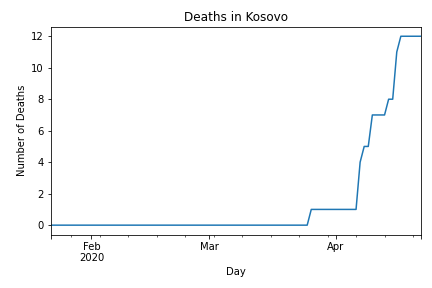 Deaths in Kosovo
12
10
8
6
4
2
0
Number of Deaths
Feb
2020
Mar
Apr
Day